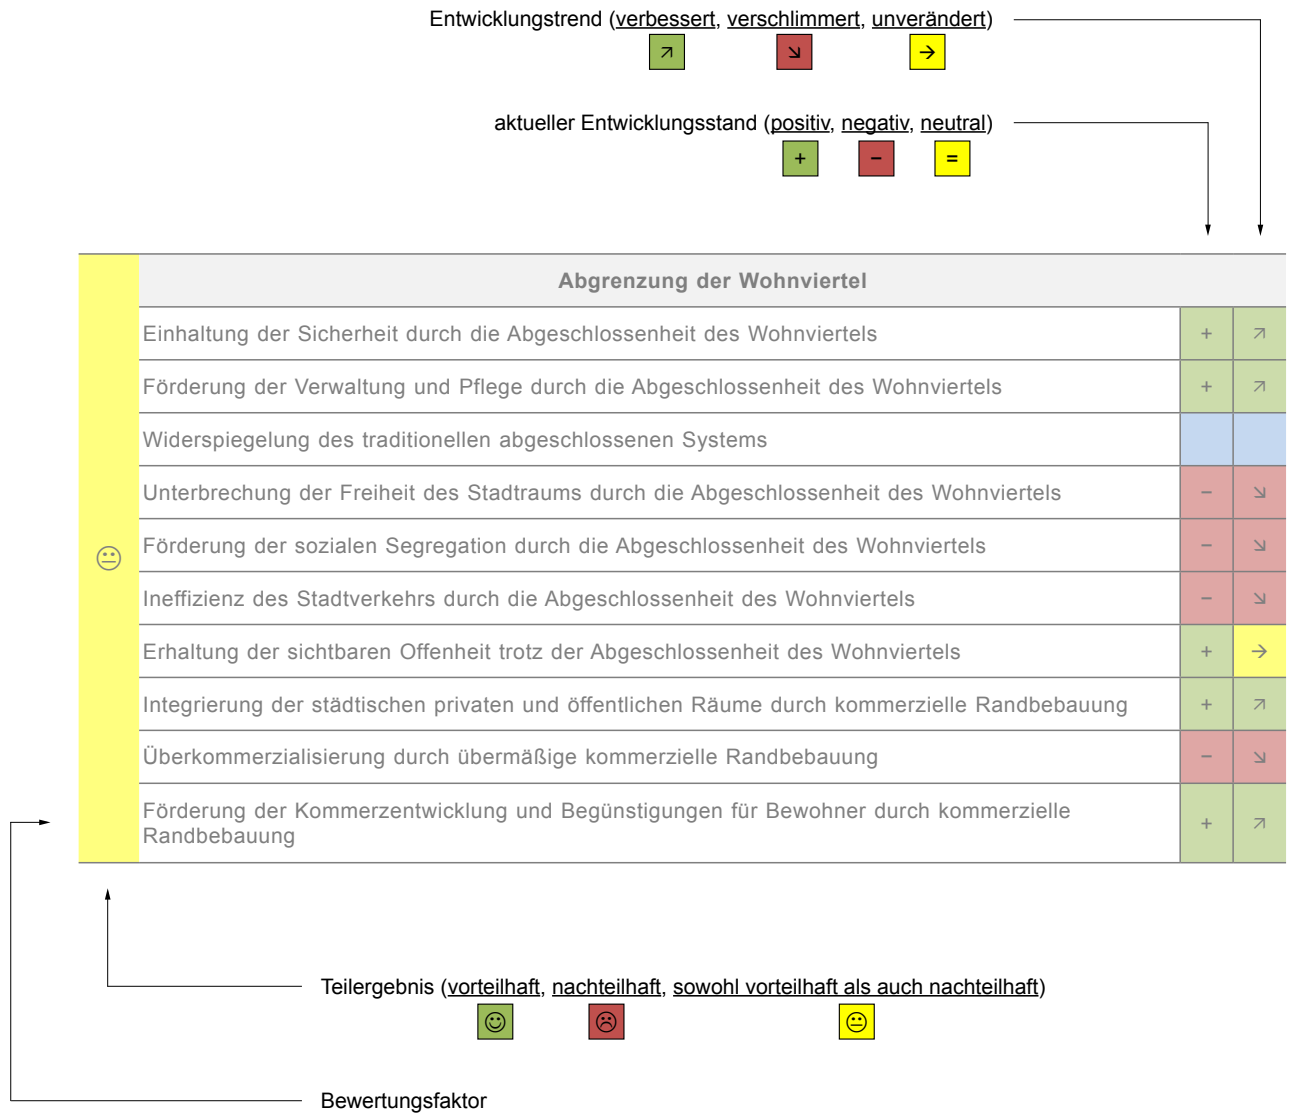 Entwicklungstrend (verbessert, verschlimmert, unverändert)
↗ ↘ →
aktueller Entwicklungsstand (positiv, negativ, neutral)
+ − =
Abgrenzung der Wohnviertel
Einhaltung der Sicherheit durch die Abgeschlossenheit des Wohnviertels + ↗
Förderung der Verwaltung und Pflege durch die Abgeschlossenheit des Wohnviertels + ↗
Widerspiegelung des traditionellen abgeschlossenen Systems
Unterbrechung der Freiheit des Stadtraums durch die Abgeschlossenheit des Wohnviertels − ↘
Förderung der sozialen Segregation durch die Abgeschlossenheit des Wohnviertels − ↘
Ineffizienz des Stadtverkehrs durch die Abgeschlossenheit des Wohnviertels − ↘
Erhaltung der sichtbaren Offenheit trotz der Abgeschlossenheit des Wohnviertels + →
Integrierung der städtischen privaten und öffentlichen Räume durch kommerzielle Randbebauung + ↗
Überkommerzialisierung durch übermäßige kommerzielle Randbebauung − ↘
Förderung der Kommerzentwicklung und Begünstigungen für Bewohner durch kommerzielle
Randbebauung + ↗
Teilergebnis (vorteilhaft, nachteilhaft, sowohl vorteilhaft als auch nachteilhaft)
Bewertungsfaktor